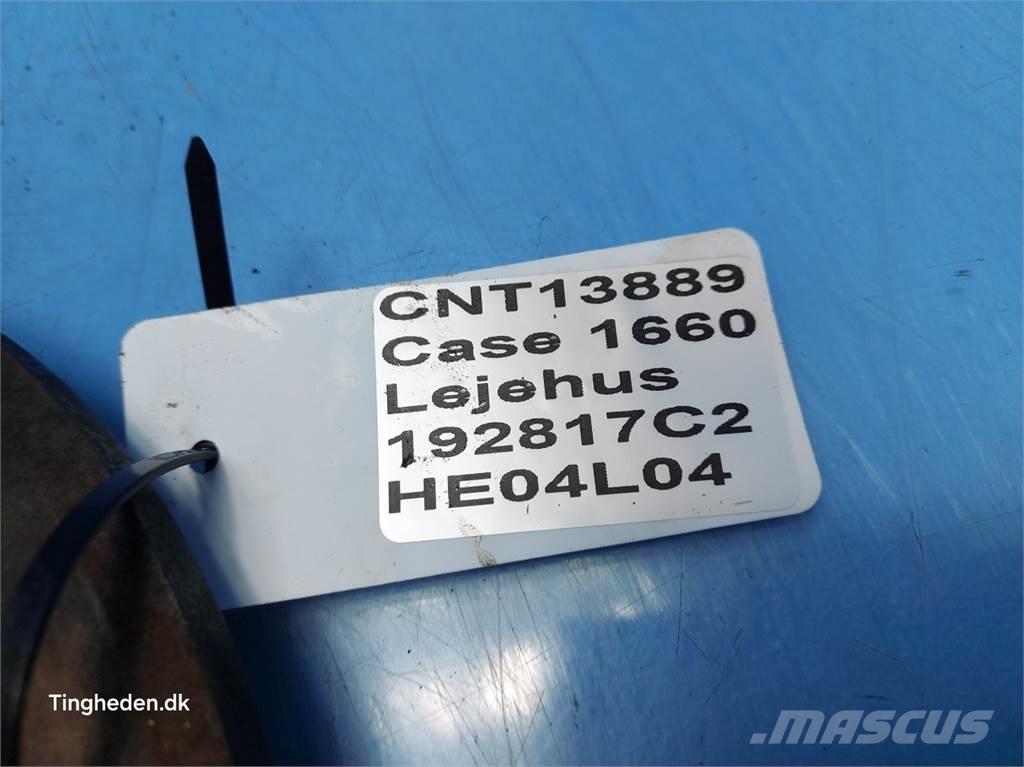 CNT13889
Case 1660
Lejehus
192817C2
HE04L04
Tingheden.dk
MASCUS